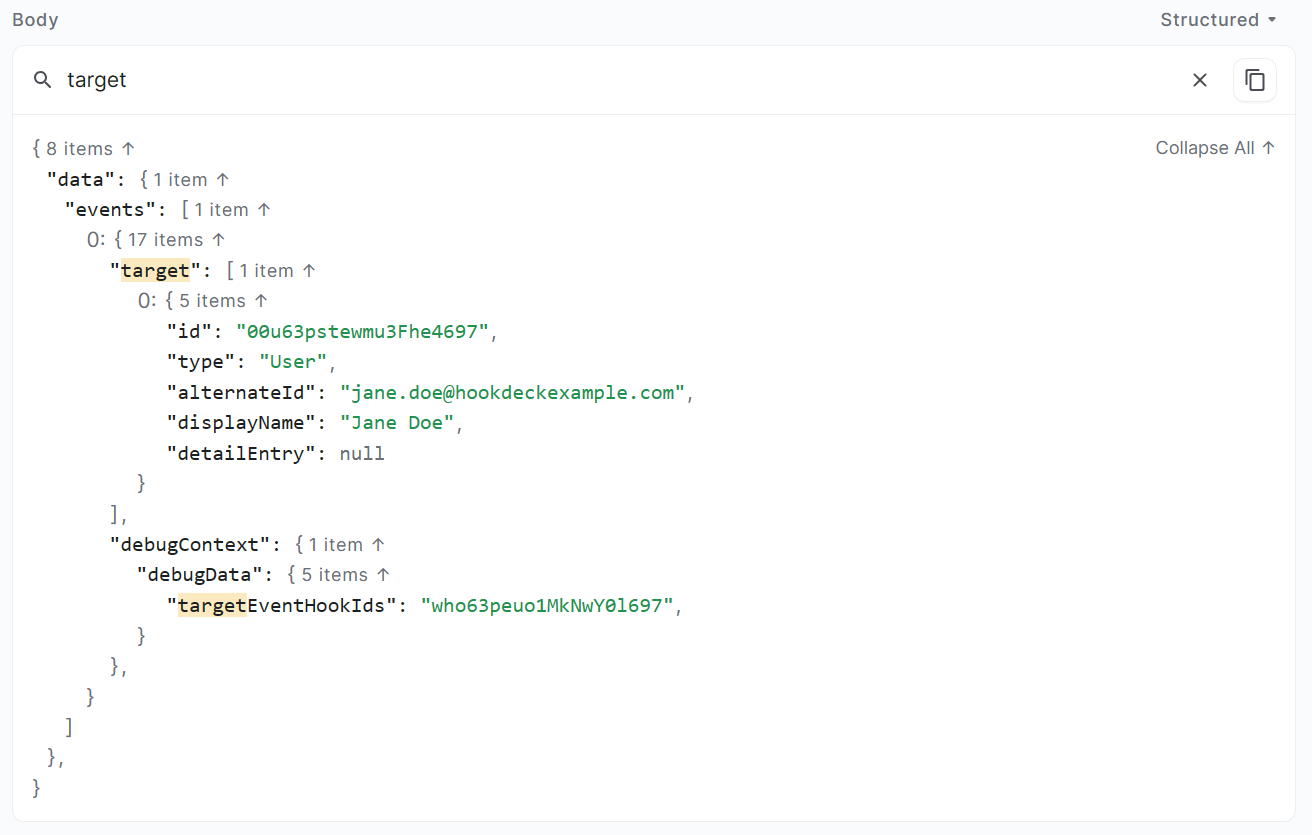 Body
Structured
target
{ 8 items ↑
Collapse All ↑
"data": { 1 item ↑
"events": [ 1 item ↑
0: { 17 items ↑
"target": [ 1 item ↑
0: { 5 items ↑
"id": "00u63pstewmu3Fhe4697",
"type": "User",
"alternateId": "jane.doe@hookdeckexample.com",
"displayName": "Jane Doe",
"detailEntry": null
}
],
"debugContext": { 1 item ↑
"debugData": { 5 items ↑
"targetEventHookIds": "who63peuo1MkNwY0l697",
}
},
}
]
},
}